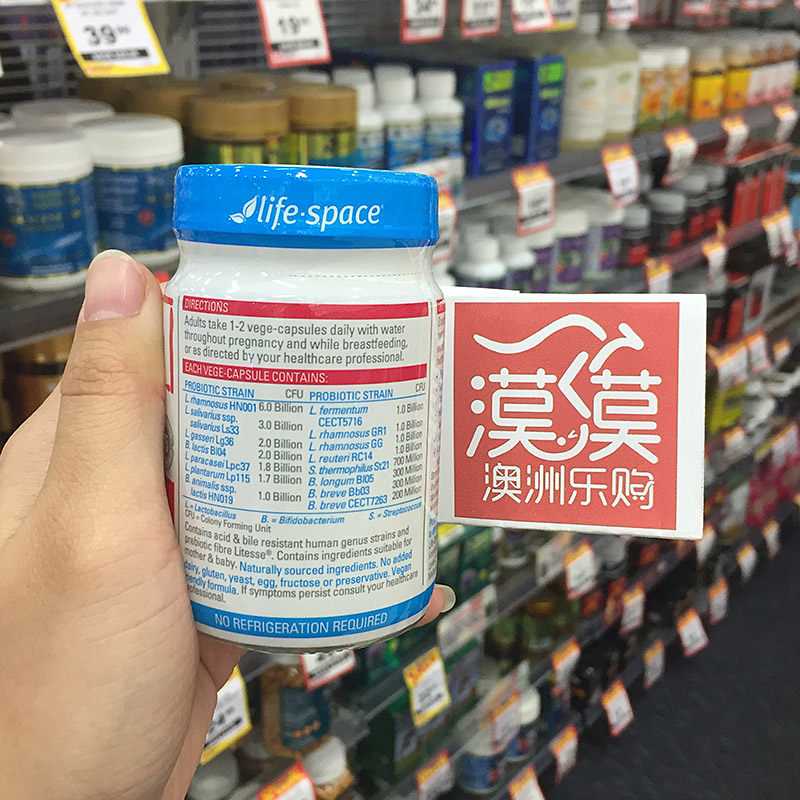 39.99
19
life-space
DIRECTIONS
Adults take 1-2 vege-capsules daily with water
throughout pregnancy and while breastfeeding,
or as directed by your healthcare professional.
EACH VEGE-CAPSULE CONTAINS:
PROBIOTIC STRAIN CFU
L. rhamnosus HN001 6.0 Billion
L. salivarius ssp.
salivarius Ls33 3.0 Billion
L. gasseri Lg36 2.0 Billion
B. lactis Bl04 2.0 Billion
L. paracasei Lpc37 1.8 Billion
L. plantarum Lp115 1.7 Billion
B. animalis ssp.
lactis HN019 1.0 Billion
PROBIOTIC STRAIN CFU
L. fermentum
CECT5716 1.0 Billion
L. rhamnosus GR1 1.0 Billion
L. rhamnosus GG 1.0 Billion
L. reuteri RC14 700 Million
S. thermophilus St21 300 Million
B. longum Bl05 300 Million
B. breve Bb03 300 Million
B. breve CECT7263 200 Million
L = Lactobacillus B. = Bifidobacterium S. = Streptococcus
CFU = Colony Forming Unit
Contains acid & bile resistant human genus strains and
prebiotic fibre Litesse®. Contains ingredients suitable for
mother & baby. Naturally sourced ingredients. No added
dairy, gluten, yeast, egg, fructose or preservative. Vegan
friendly formula. If symptoms persist consult your healthcare
professional.
NO REFRIGERATION REQUIRED
漠漠
澳洲乐购